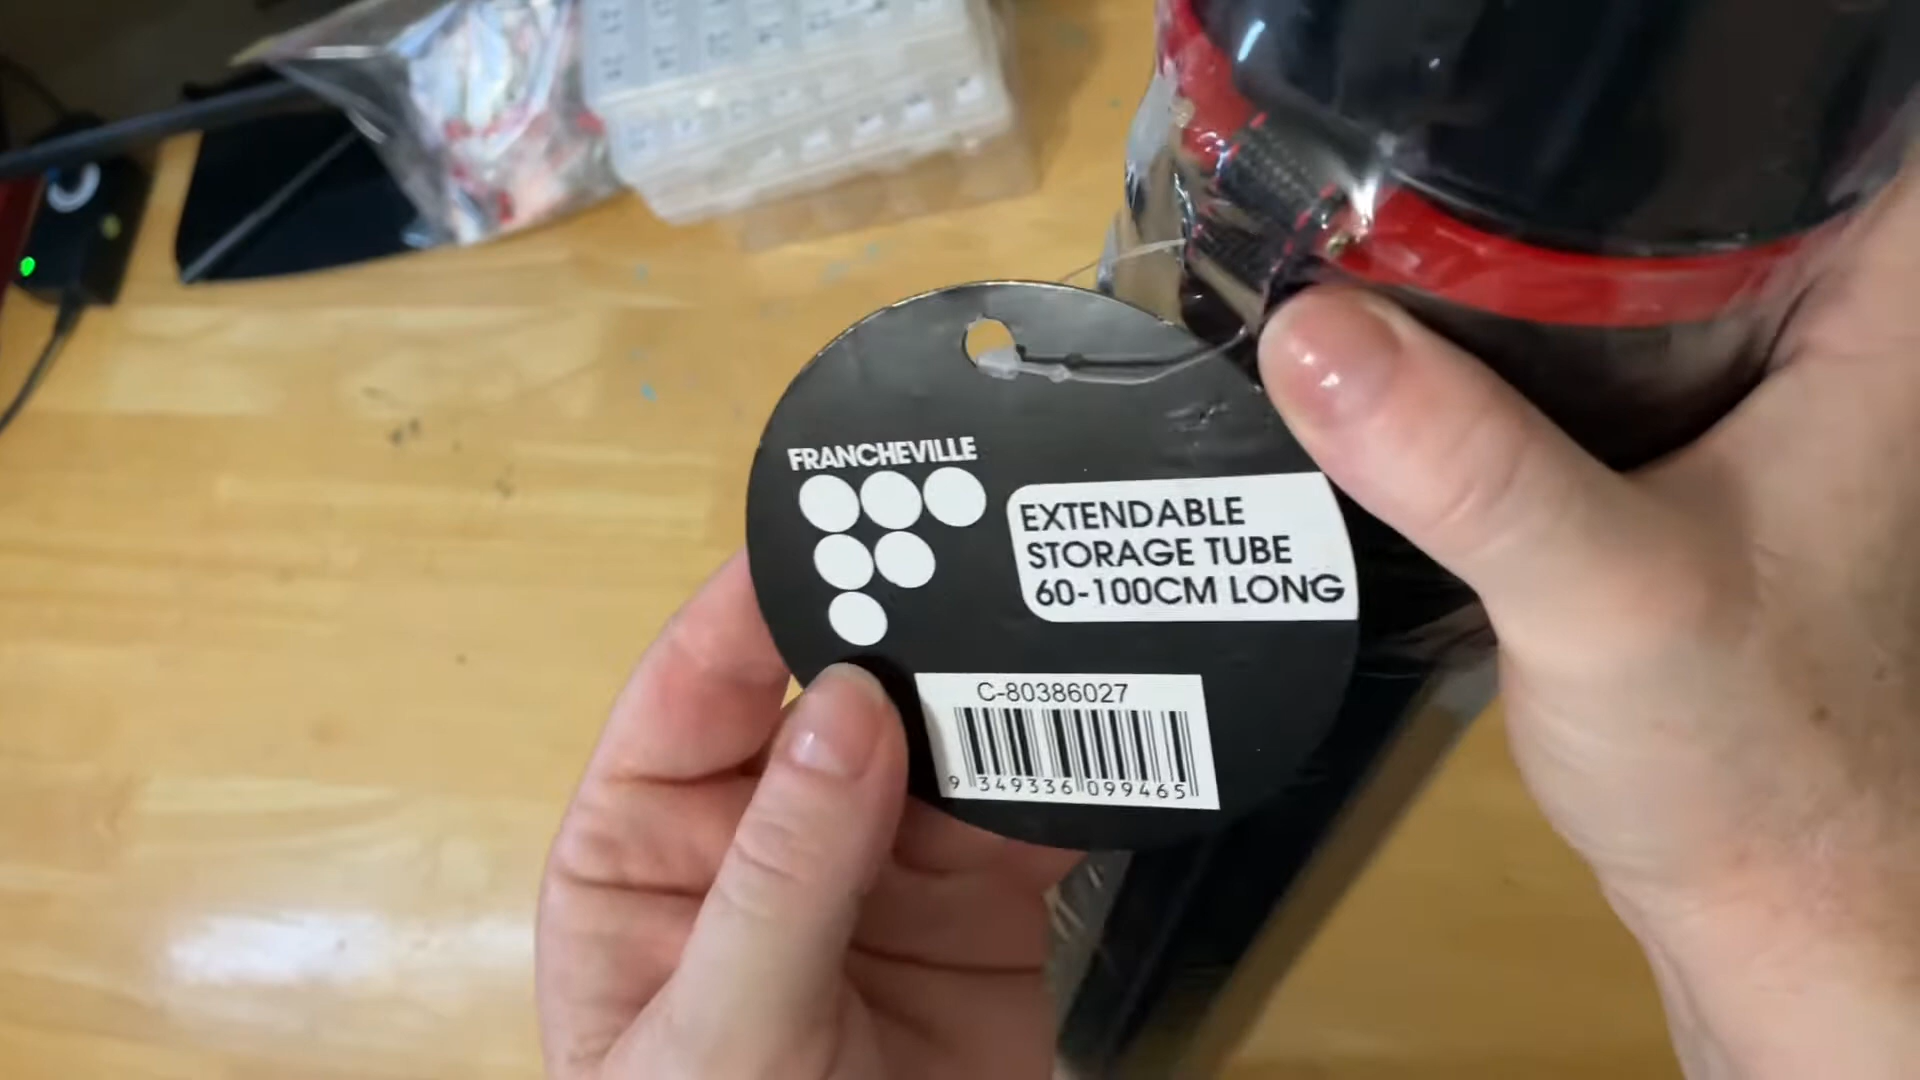 FRANCHEVILLE
EXTENDABLE
STORAGE TUBE
60-100CM LONG
C-80386027
9 349336 099465